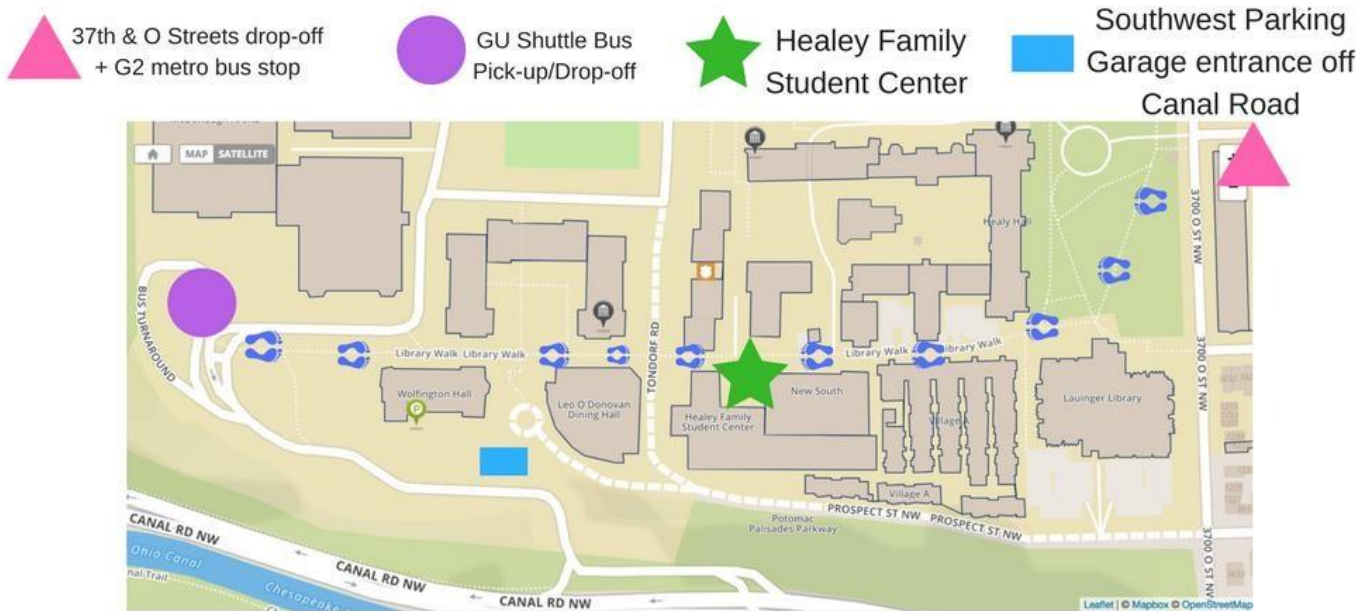 37th & O Streets drop-off
+ G2 metro bus stop
GU Shuttle Bus
Pick-up/Drop-off
Healey Family
Student Center
Southwest Parking
Garage entrance off
Canal Road
MAP SATELLITE
Healy Hall
3700 O ST NW
BUS TURNAROUND
TONDORF RD
Library Walk Library Walk
Library Walk
Library Walk
3700 O ST NW
Wolfington Hall
P
Leo O'Donovan
Dining Hall
Healey Family
Student Center
New South
Village A
Lauinger Library
Village A
PROSPECT ST NW PROSPECT ST NW
Potomac
Palisades Parkway
3700 O ST NW
CANAL RD NW
CANAL RD NW
CANAL RD NW
Ohio Canal
nal Trail
Chesapeake
Leaflet | © Mapbox © OpenStreetMap